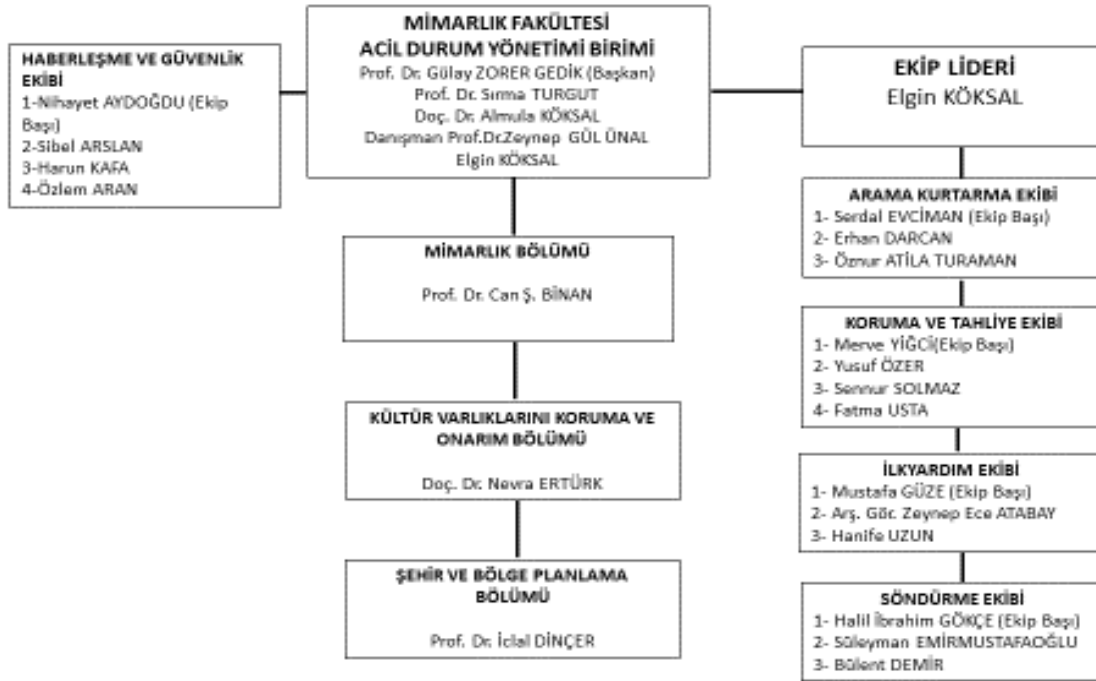 MİMARLIK FAKÜLTESİ
ACİL DURUM YÖNETİMİ BİRİMİ
Prof. Dr. Gülay ZORER GEDİK (Başkan)
Prof. Dr. Sırma TURGUT
Doç. Dr. Almula KÖKSAL
Danışman Prof.Dr.Zeynep GÜL ÜNAL
Elgin KÖKSAL
HABERLEŞME VE GÜVENLİK
EKİBİ
1-Nihayet AYDOĞDU (Ekip
Başı)
2-Sibel ARSLAN
3-Harun KAFA
4-Özlem ARAN
EKİP LİDERİ
Elgin KÖKSAL
MİMARLIK BÖLÜMÜ
Prof. Dr. Can Ş. BİNAN
KÜLTÜR VARLIKLARINI KORUMA VE
ONARIM BÖLÜMÜ
Doç. Dr. Nevra ERTÜRK
ŞEHİR VE BÖLGE PLANLAMA
BÖLÜMÜ
Prof. Dr. İclal DİNÇER
ARAMA KURTARMA EKİBİ
1- Serdal EVCİMAN (Ekip Başı)
2- Erhan DARCAN
3- Öznur ATİLA TURAMAN
KORUMA VE TAHLİYE EKİBİ
1- Merve YİĞCİ(Ekip Başı)
2- Yusuf ÖZER
3- Sennur SOLMAZ
4- Fatma USTA
İLKYARDIM EKİBİ
1- Mustafa GÜZE (Ekip Başı)
2- Arş. Gör. Zeynep Ece ATABAY
3- Hanife UZUN
SÖNDÜRME EKİBİ
1- Halil İbrahim GÖKÇE (Ekip Başı)
2- Süleyman EMİRMUSTAFAOĞLU
3- Bülent DEMİR